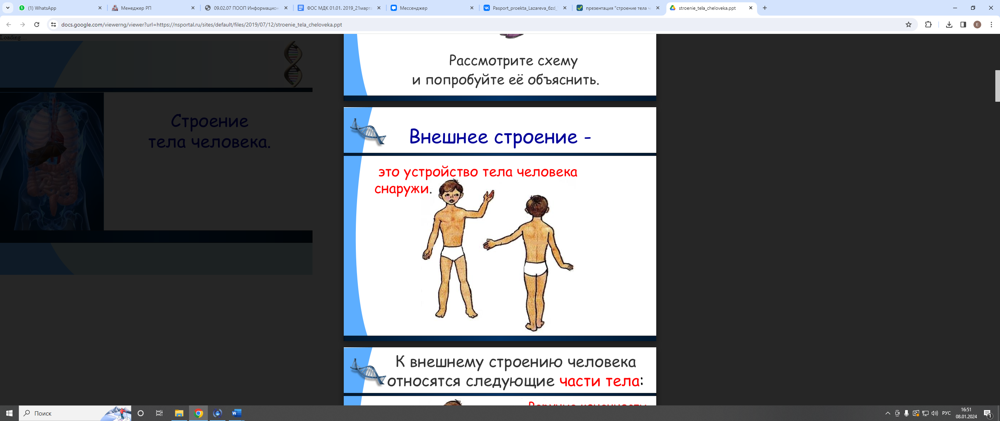 (1) WhatsApp
Менеджер РП
09.02.07 ПООП Информацион
ФОС МДК 01.01. 2019_21марта
Мессенджер
Pasport_proekta_Lazareva_6zd_
презентация "строение тела ч
stroenie_tela_cheloveka.ppt
docs.google.com/viewerng/viewer?url=https://nsportal.ru/sites/default/files/2019/07/12/stroenie_tela_cheloveka.ppt
E
Loading…
Строение
тела человека.
Рассмотрите схему
и попробуйте её объяснить.
Внешнее строение -
это устройство тела человека
снаружи.
К внешнему строению человека
относятся следующие части тела:
Верхние конечности
Поиск
РУС
16:51
08.01.2024
1